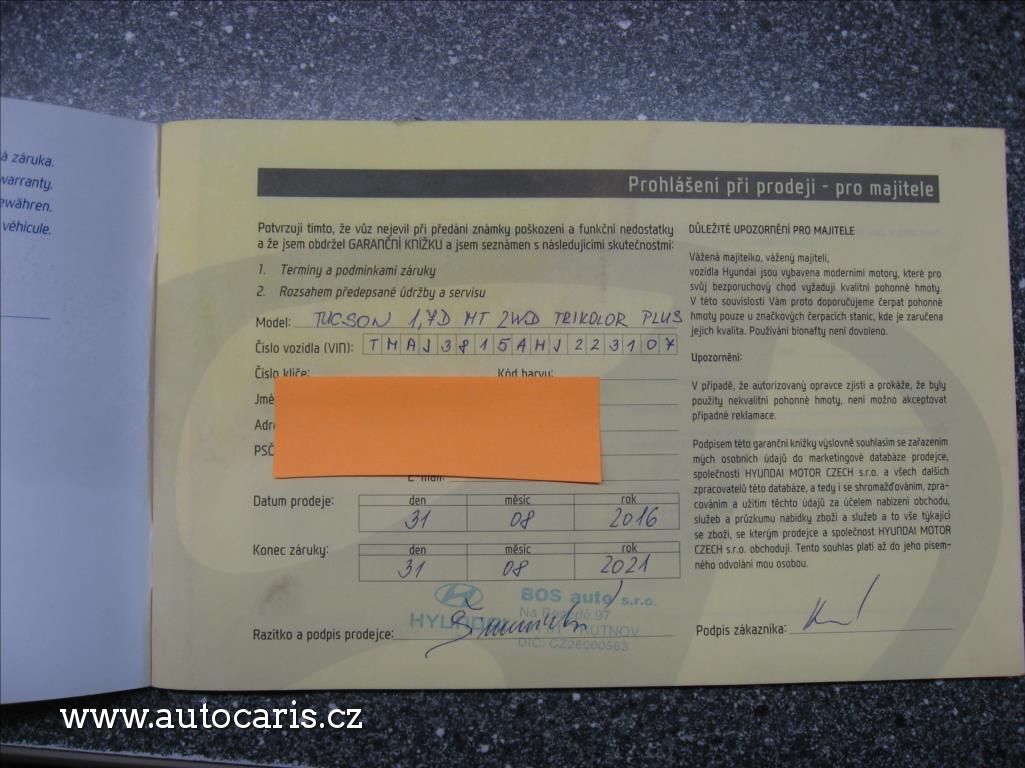 á záruka.
warranty.
ewähren.
véhicule.
Prohlášení při prodeji - pro majitele
Potvrzuji tímto, že vůz nejevil při předání známky poškození a funkční nedostatky
a že jsem obdržel GARANČNÍ KNÍŽKU a jsem seznámen s následujícími skutečnostmi:
1. Termíny a podmínkami záruky
2. Rozsahem předepsané údržby a servisu
Model: TUCSON 1,7D MT 2WD TRIKOLOR PLUS
Číslo vozidla (VIN): TMAJ3815AHJ223107
Číslo klíče: Kód barvy:
Jmé
Adre
PSČ
E-mail:
Datum prodeje: den měsíc rok
31 08 2016
Konec záruky: den měsíc rok
31 08 2021
HYUNDAI
BOS auto s.r.o.
97
TRUTNOV
DIČ: CZ26000563
Razítko a podpis prodejce:
DŮLEŽITÉ UPOZORNĚNÍ PRO MAJITELE
Vážená majitelko, vážený majiteli,
vozidla Hyundai jsou vybavena moderními motory, které pro
svůj bezporuchový chod vyžadují kvalitní pohonné hmoty.
V této souvislosti Vám proto doporučujeme čerpat pohonné
hmoty pouze u značkových čerpacích stanic, kde je zaručena
jejich kvalita. Používání bionafty není dovoleno.
Upozornění:
V případě, že autorizovaný opravce zjistí a prokáže, že byly
použity nekvalitní pohonné hmoty, není možno akceptovat
případné reklamace.
Podpisem této garanční knížky výslovně souhlasím se zařazením
mých osobních údajů do marketingové databáze prodejce,
společnosti HYUNDAI MOTOR CZECH s.r.o. a všech dalších
zpracovatelů této databáze, a tedy i se shromažďováním, zpra-
cováním a užitím těchto údajů za účelem nabízení obchodu,
služeb a průzkumu nabídky zboží a služeb a to vše týkající
se zboží, se kterým prodejce a společnost HYUNDAI MOTOR
CZECH s.r.o. obchodují. Tento souhlas platí až do jeho písem-
ného odvolání mou osobou.
Podpis zákazníka:
www.autocaris.cz